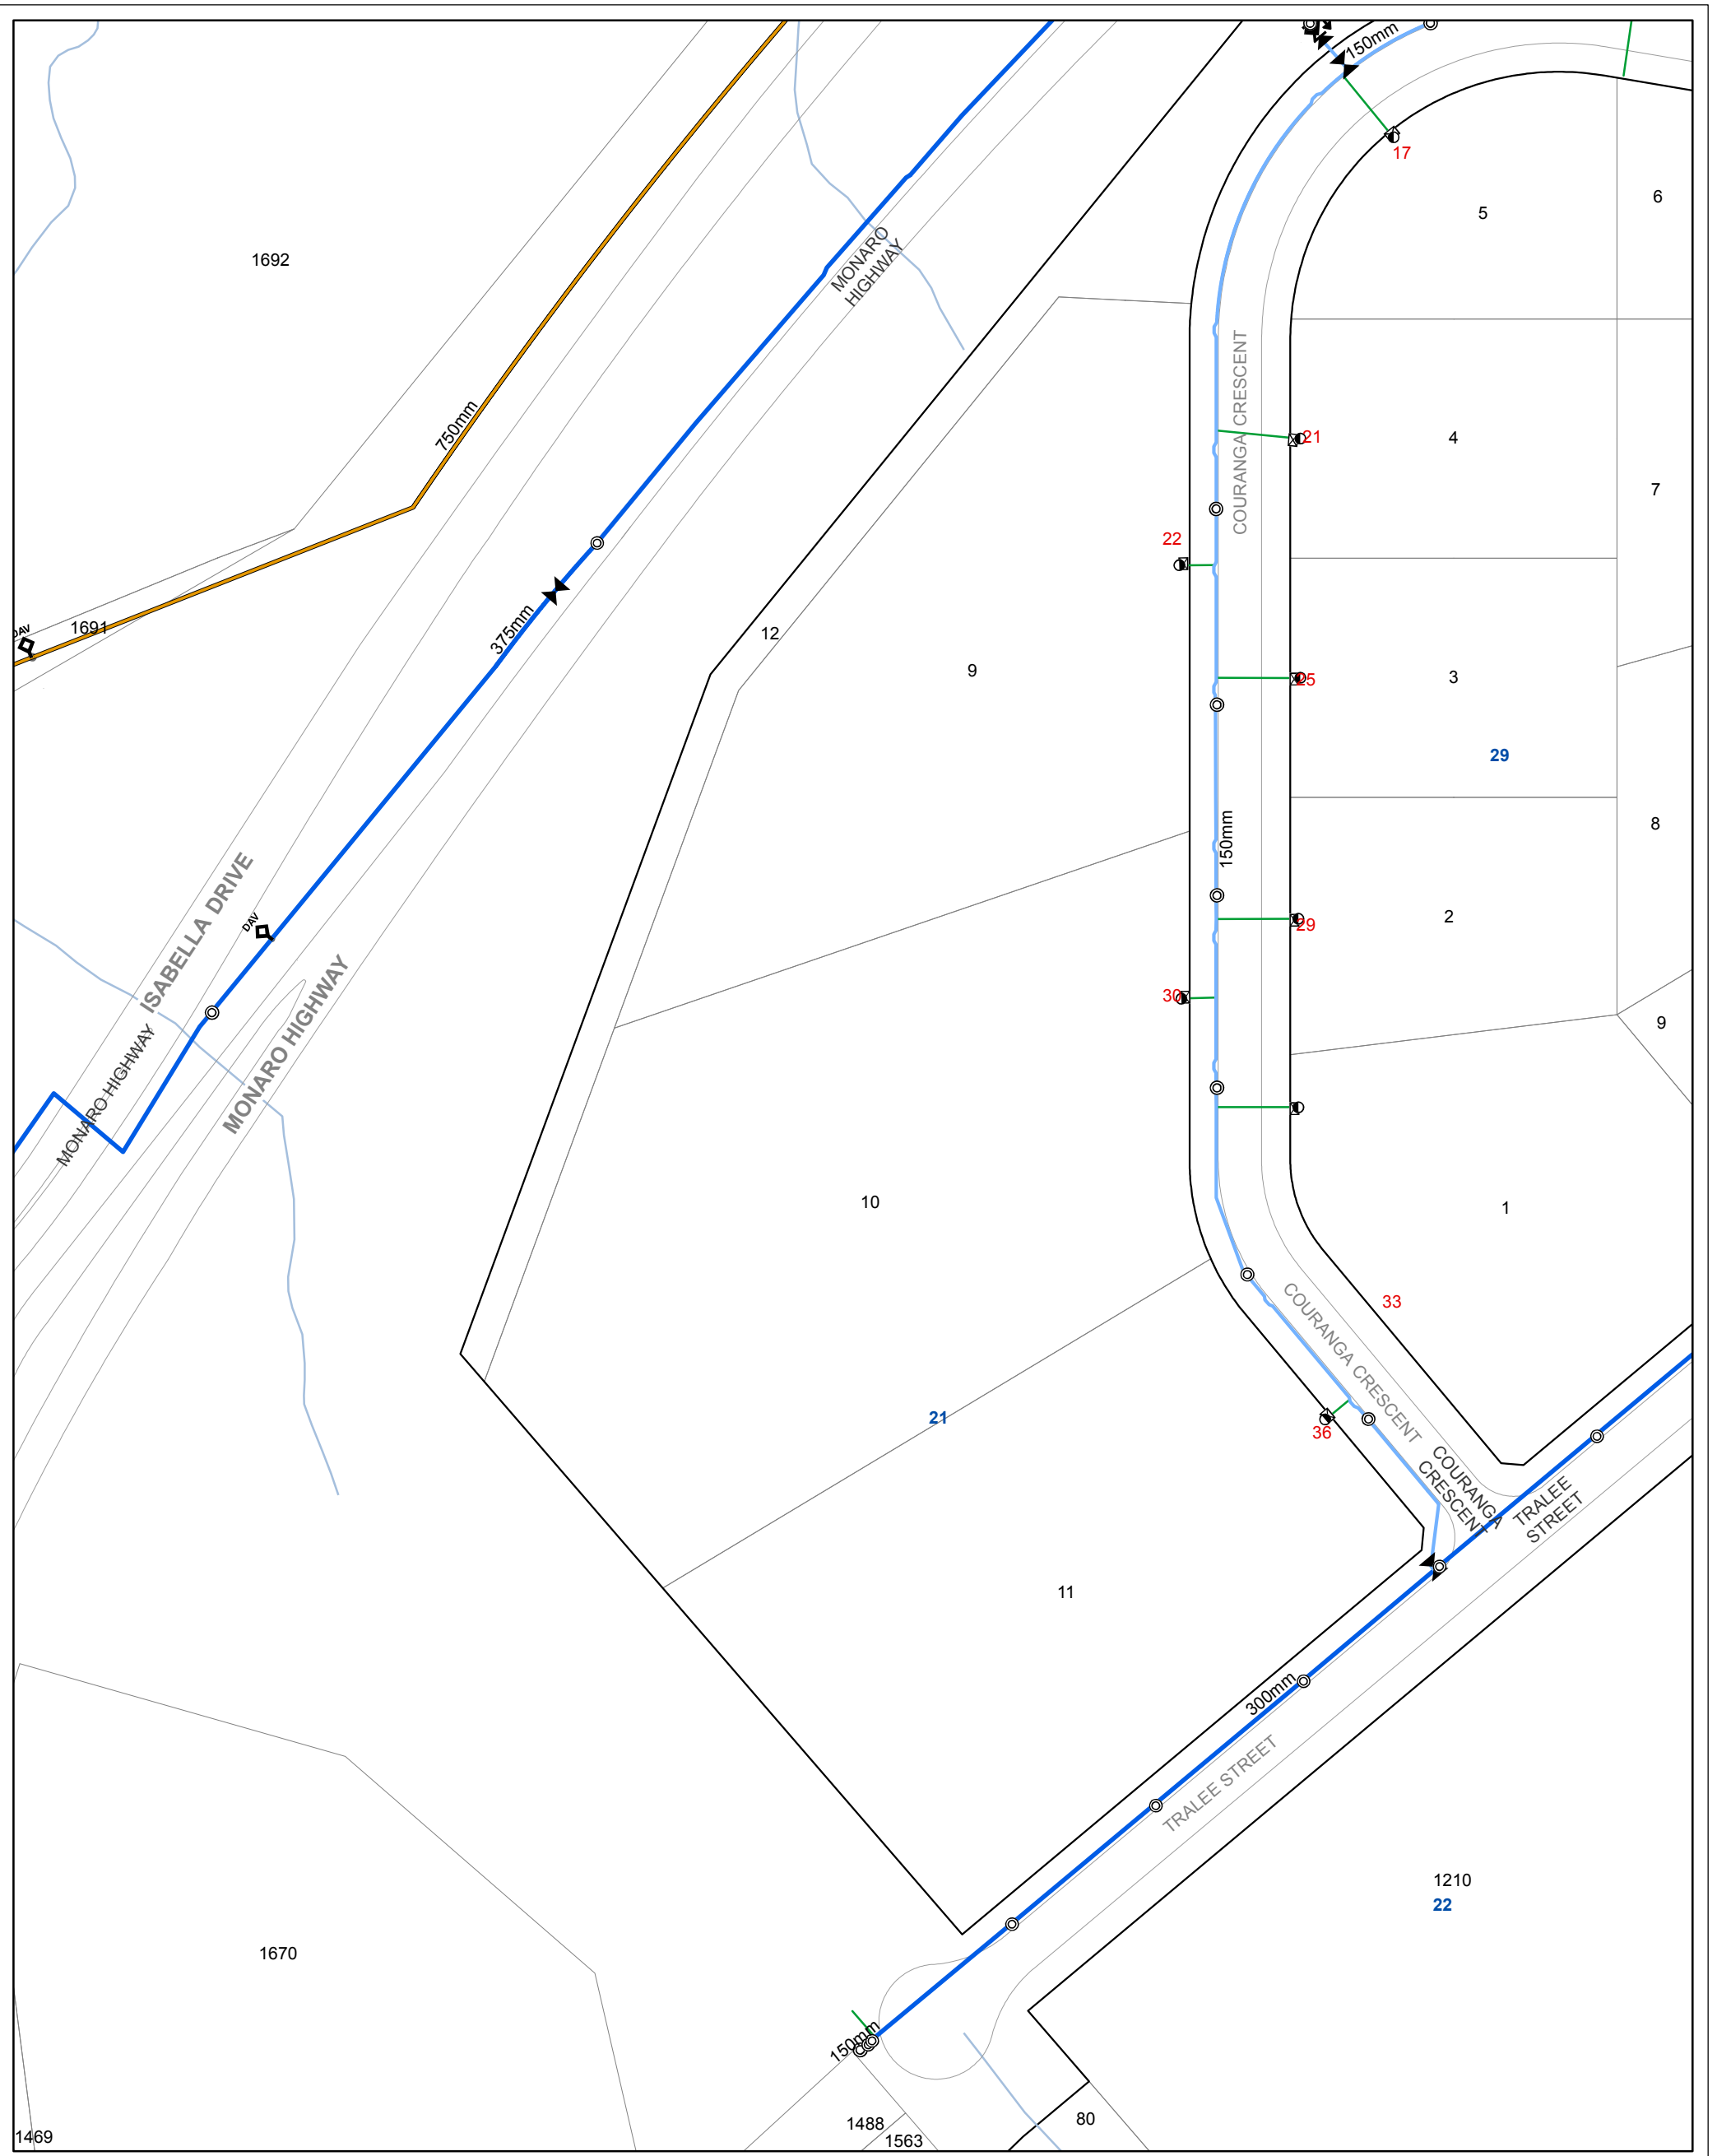 150mm
17
6
5
1692
MONARO
HIGHWAY
COURANGA CRESCENT
750mm
21
4
7
22
375mm
DAV
1691
12
9
25
3
29
150mm
8
ISABELLA DRIVE
DAV
29
2
MONARO HIGHWAY
30
9
MONARO HIGHWAY
10
1
33
COURANGA CRESCENT
21
36
COURANGA
CRESCENT
TRALEE
STREET
11
300mm
TRALEE STREET
1210
22
1670
150mm
1488
80
1469
1563